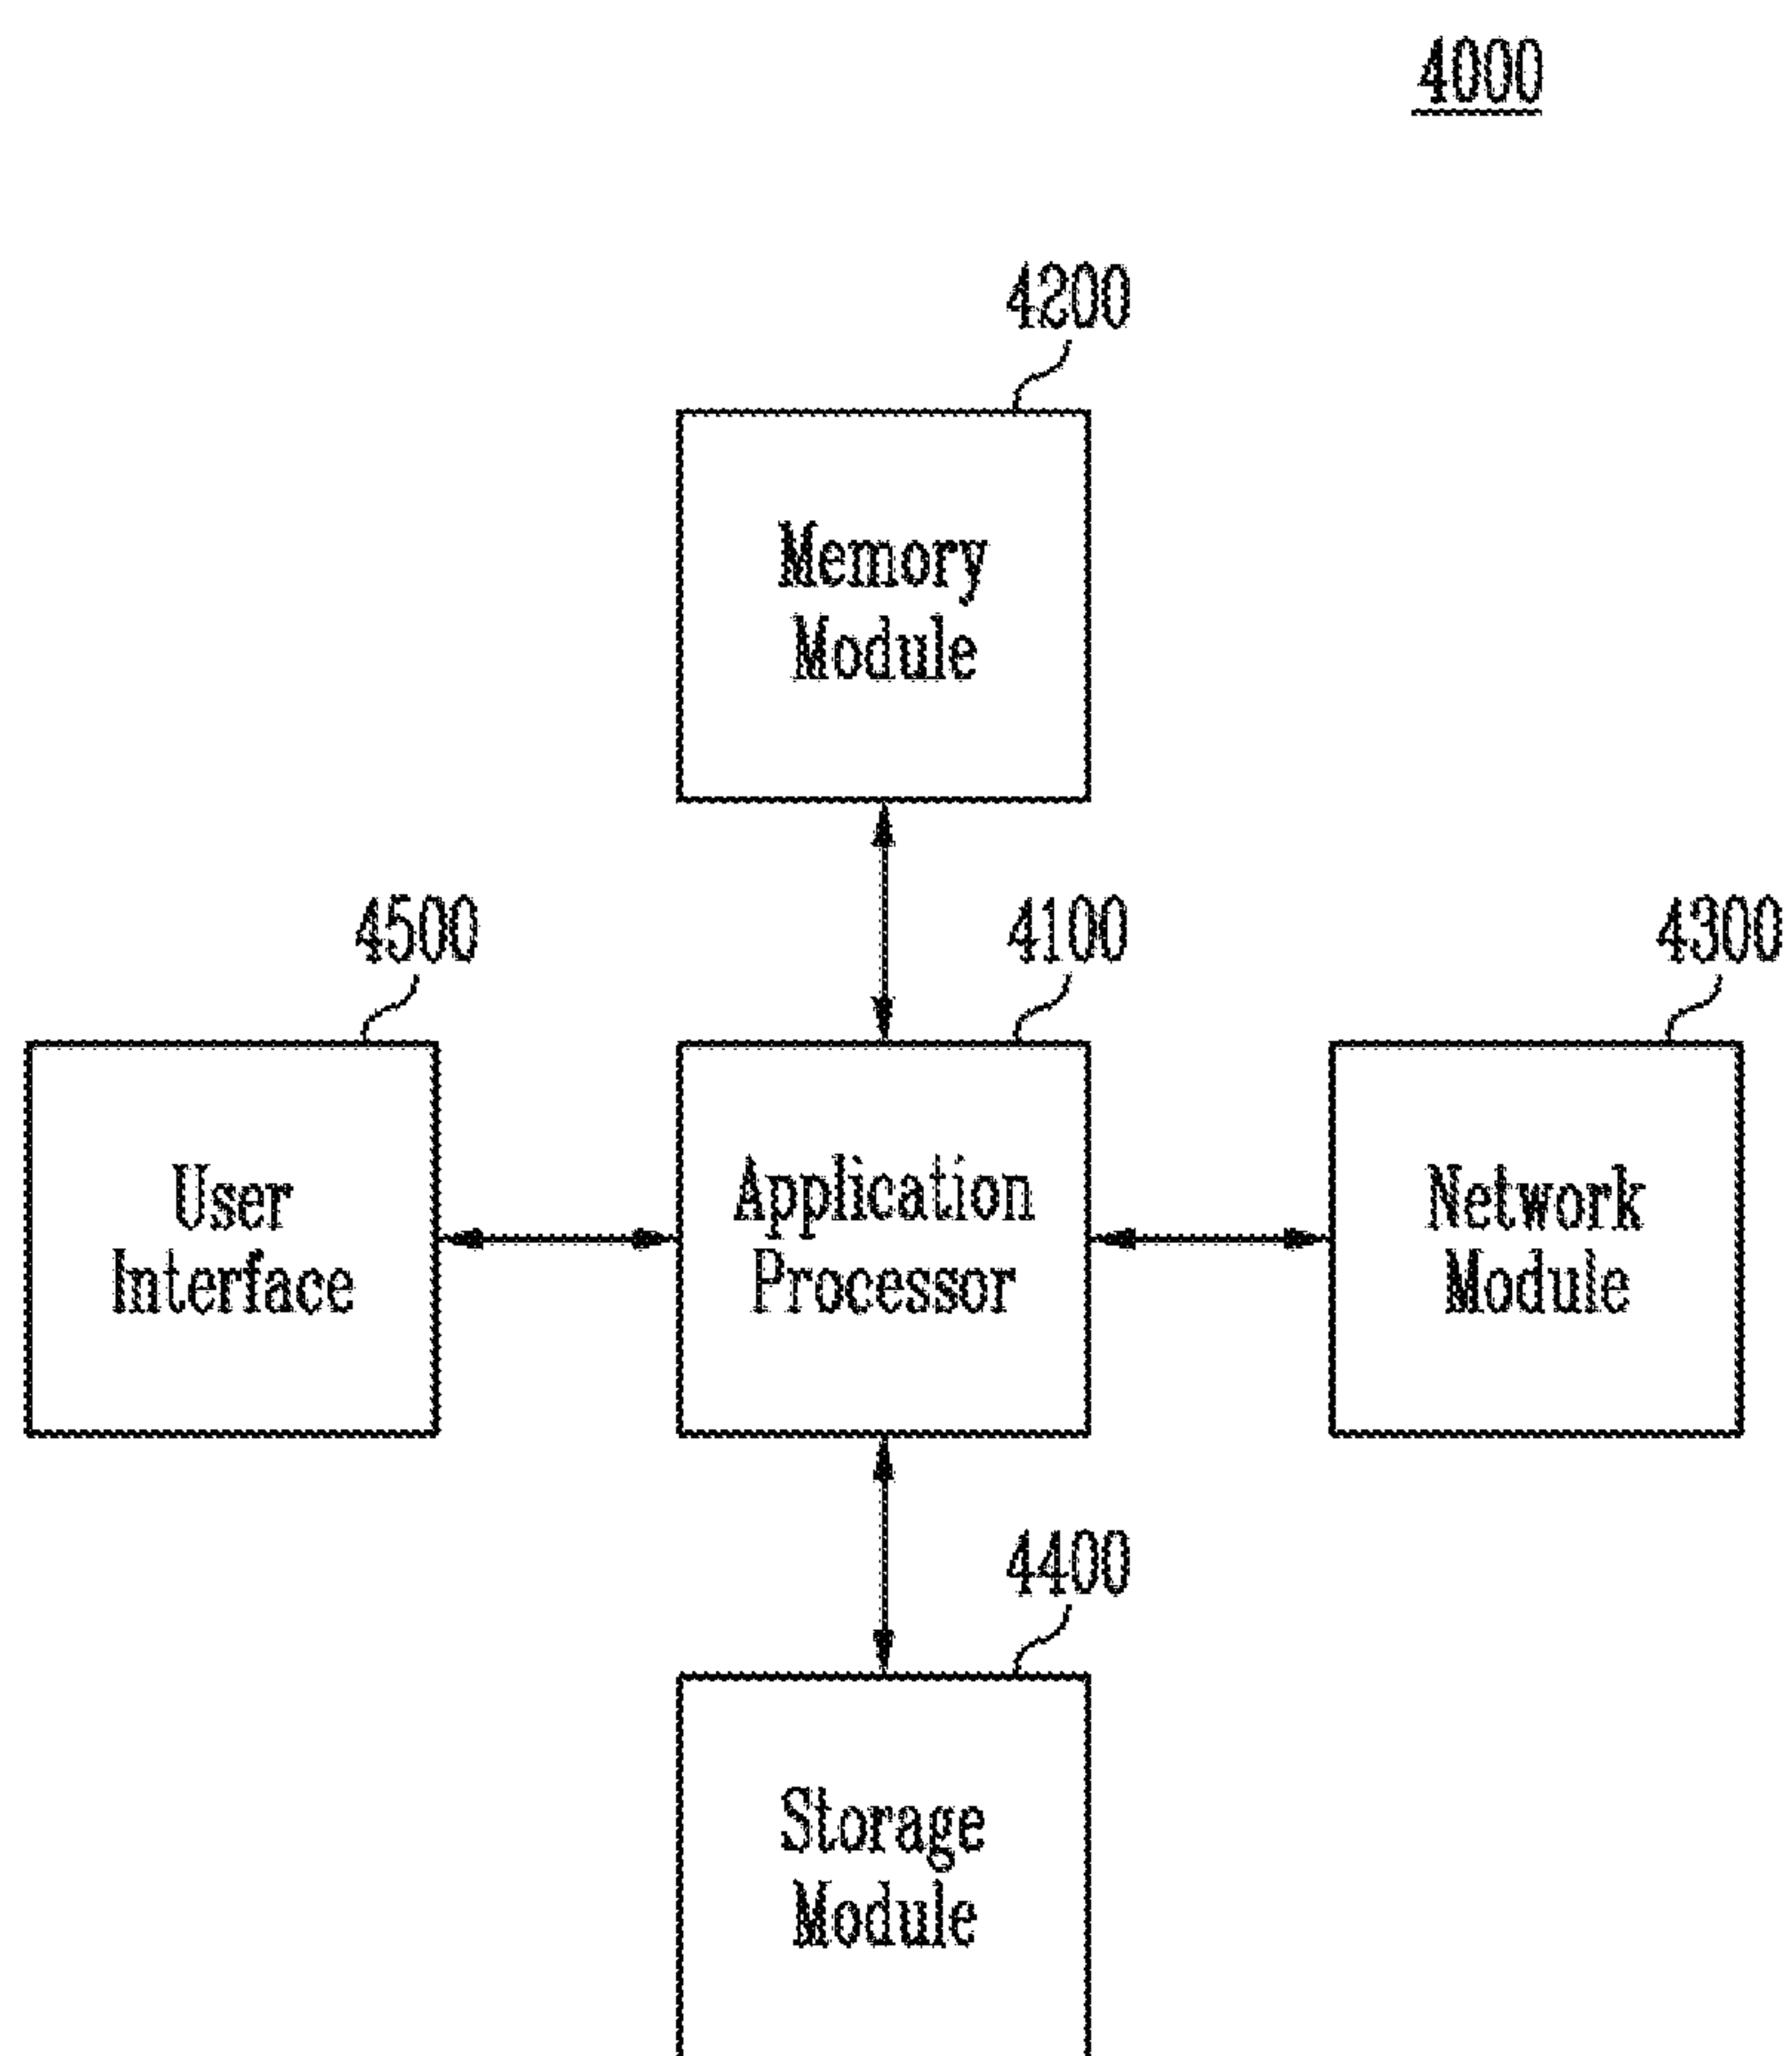 4000
4200
Memory
Module
4500
4100
4300
User
Interface
Application
Processor
Network
Module
4400
Storage
Module